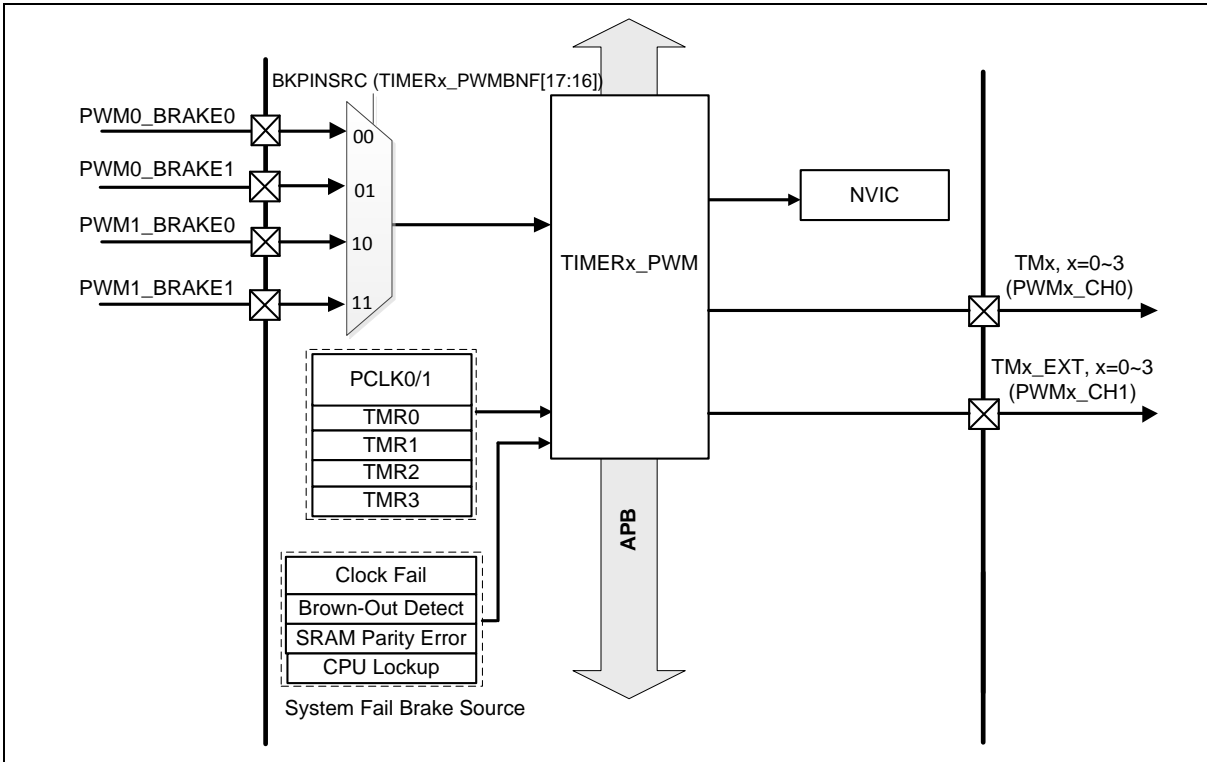 BKPINSRC (TIMERx_PWMBNF[17:16])
PWM0_BRAKE0
00
PWM0_BRAKE1
01
PWM1_BRAKE0
10
PWM1_BRAKE1
11
TIMERx_PWM
NVIC
TMx, x=0~3
(PWMx_CH0)
TMx_EXT, x=0~3
(PWMx_CH1)
PCLK0/1
TMR0
TMR1
TMR2
TMR3
APB
Clock Fail
Brown-Out Detect
SRAM Parity Error
CPU Lockup
System Fail Brake Source